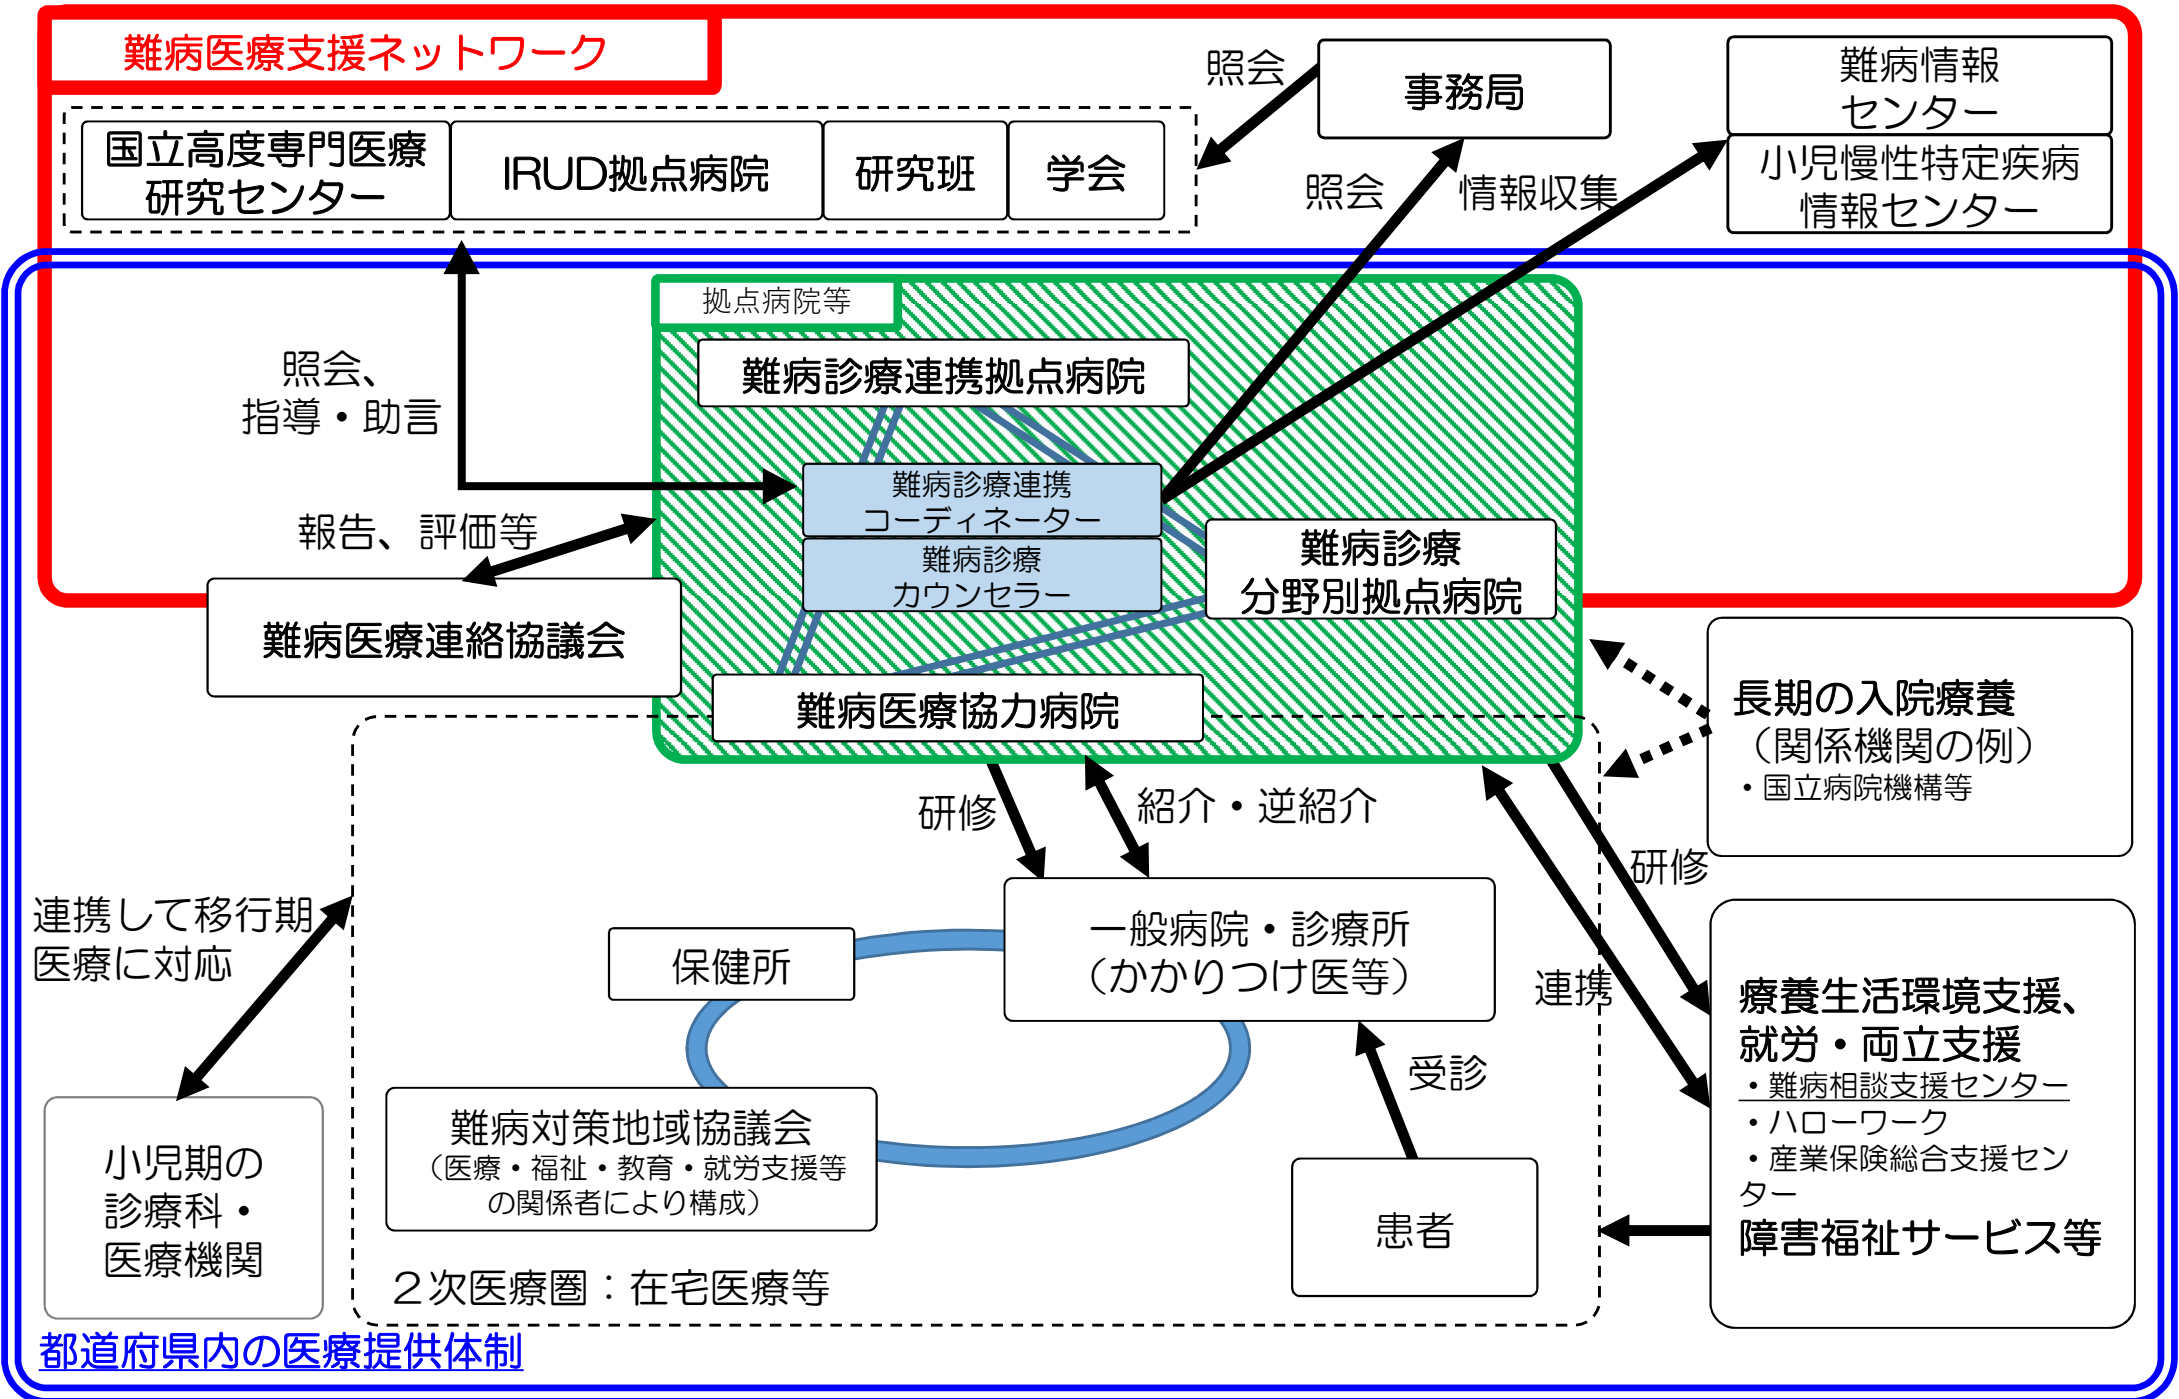 難病医療支援ネットワーク
国立高度専門医療
研究センター
IRUD拠点病院
研究班
学会
照会
事務局
難病情報
センター
小児慢性特定疾病
情報センター
照会
情報収集
拠点病院等
難病診療連携拠点病院
照会、
指導・助言
難病診療連携
コーディネーター
難病診療
カウンセラー
報告、評価等
難病診療
分野別拠点病院
難病医療連絡協議会
難病医療協力病院
長期の入院療養
（関係機関の例）
・国立病院機構等
研修
紹介・逆紹介
研修
連携して移行期
医療に対応
保健所
一般病院・診療所
（かかりつけ医等）
連携
療養生活環境支援、
就労・両立支援
・難病相談支援センター
・ハローワーク
・産業保険総合支援セン
ター
障害福祉サービス等
受診
難病対策地域協議会
（医療・福祉・教育・就労支援等
の関係者により構成）
小児期の
診療科・
医療機関
患者
２次医療圏：在宅医療等
都道府県内の医療提供体制